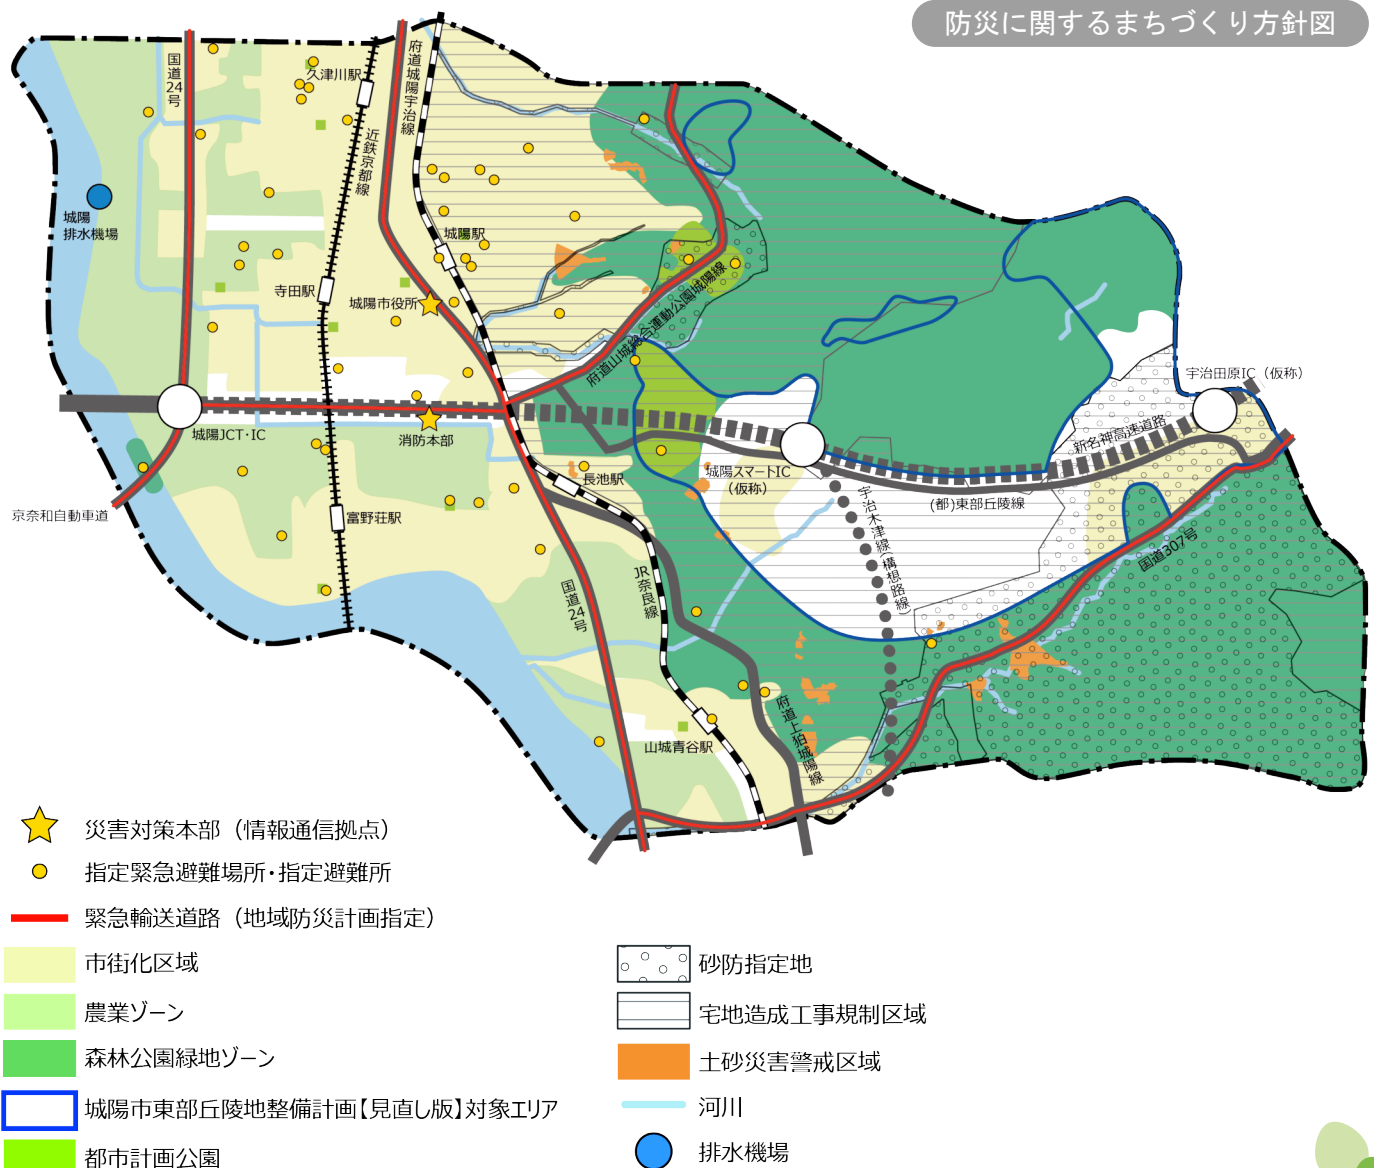 防災に関するまちづくり方針図
国道24号
久津川駅
府道城陽宇治線
近鉄京都線
城陽
排水機場
城陽駅
寺田駅
城陽市役所
府道山城総合運動公園城陽線
宇治田原IC（仮称）
城陽JCT・IC
消防本部
新名神高速道路
城陽スマートIC
（仮称）
長池駅
(都)東部丘陵線
宇治木津線（構想路線）
京奈和自動車道
富野荘駅
国道307号
JR奈良線
国道24号
府道上狛城陽線
山城青谷駅
災害対策本部（情報通信拠点）
指定緊急避難場所・指定避難所
緊急輸送道路（地域防災計画指定）
市街化区域
農業ゾーン
森林公園緑地ゾーン
城陽市東部丘陵地整備計画【見直し版】対象エリア
都市計画公園
砂防指定地
宅地造成工事規制区域
土砂災害警戒区域
河川
排水機場